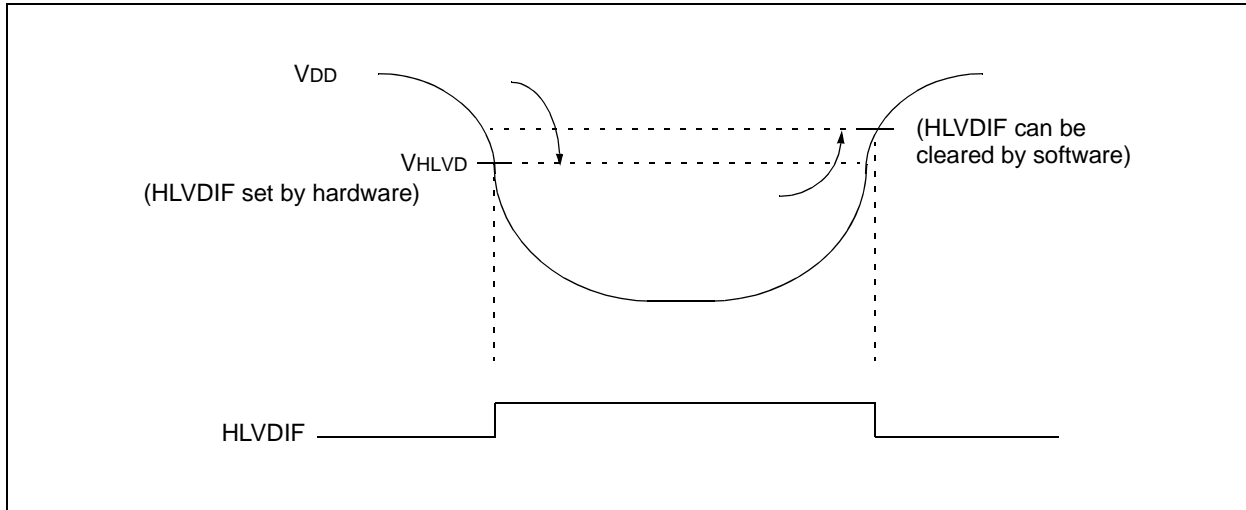 VDD
(HLVDIF can be
cleared by software)
VHLVD
(HLVDIF set by hardware)
HLVDIF